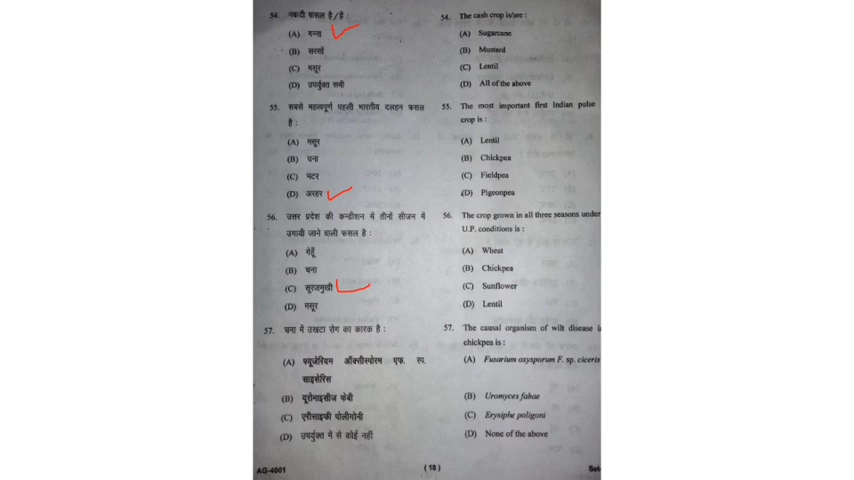 54. नकदी फसल है/है :
(A) गन्ना
(B) सरसों
(C) मसूर
(D) उपर्युक्त सभी
55. सबसे महत्वपूर्ण पहली भारतीय दलहन फसल
है :
(A) मसूर
(B) चना
(C) मटर
(D) अरहर
56. उत्तर प्रदेश की कन्डीशन में तीनों सीजन में
उगायी जाने वाली फसल है :
(A) गेहूँ
(B) चना
(C) सूरजमुखी
(D) मसूर
57. चना में उखटा रोग का कारक है :
(A) फ्यूजेरियम ऑक्सीस्पोरम एफ. स्प.
साइसेरिस
(B) यूरोमाइसीज फेबी
(C) एरीसाइफी पोलीगोनी
(D) उपर्युक्त में से कोई नहीं
54. The cash crop is/are :
(A) Sugarcane
(B) Mustard
(C) Lentil
(D) All of the above
55. The most important first Indian pulse
crop is :
(A) Lentil
(B) Chickpea
(C) Fieldpea
(D) Pigeonpea
56. The crop grown in all three seasons under
U.P. conditions is :
(A) Wheat
(B) Chickpea
(C) Sunflower
(D) Lentil
57. The causal organism of wilt disease i
chickpea is :
(A) Fusarium oxysporum F. sp. ciceris
(B) Uromyces fabae
(C) Erysiphe poligoni
(D) None of the above
AG-4001
(18)
Set-